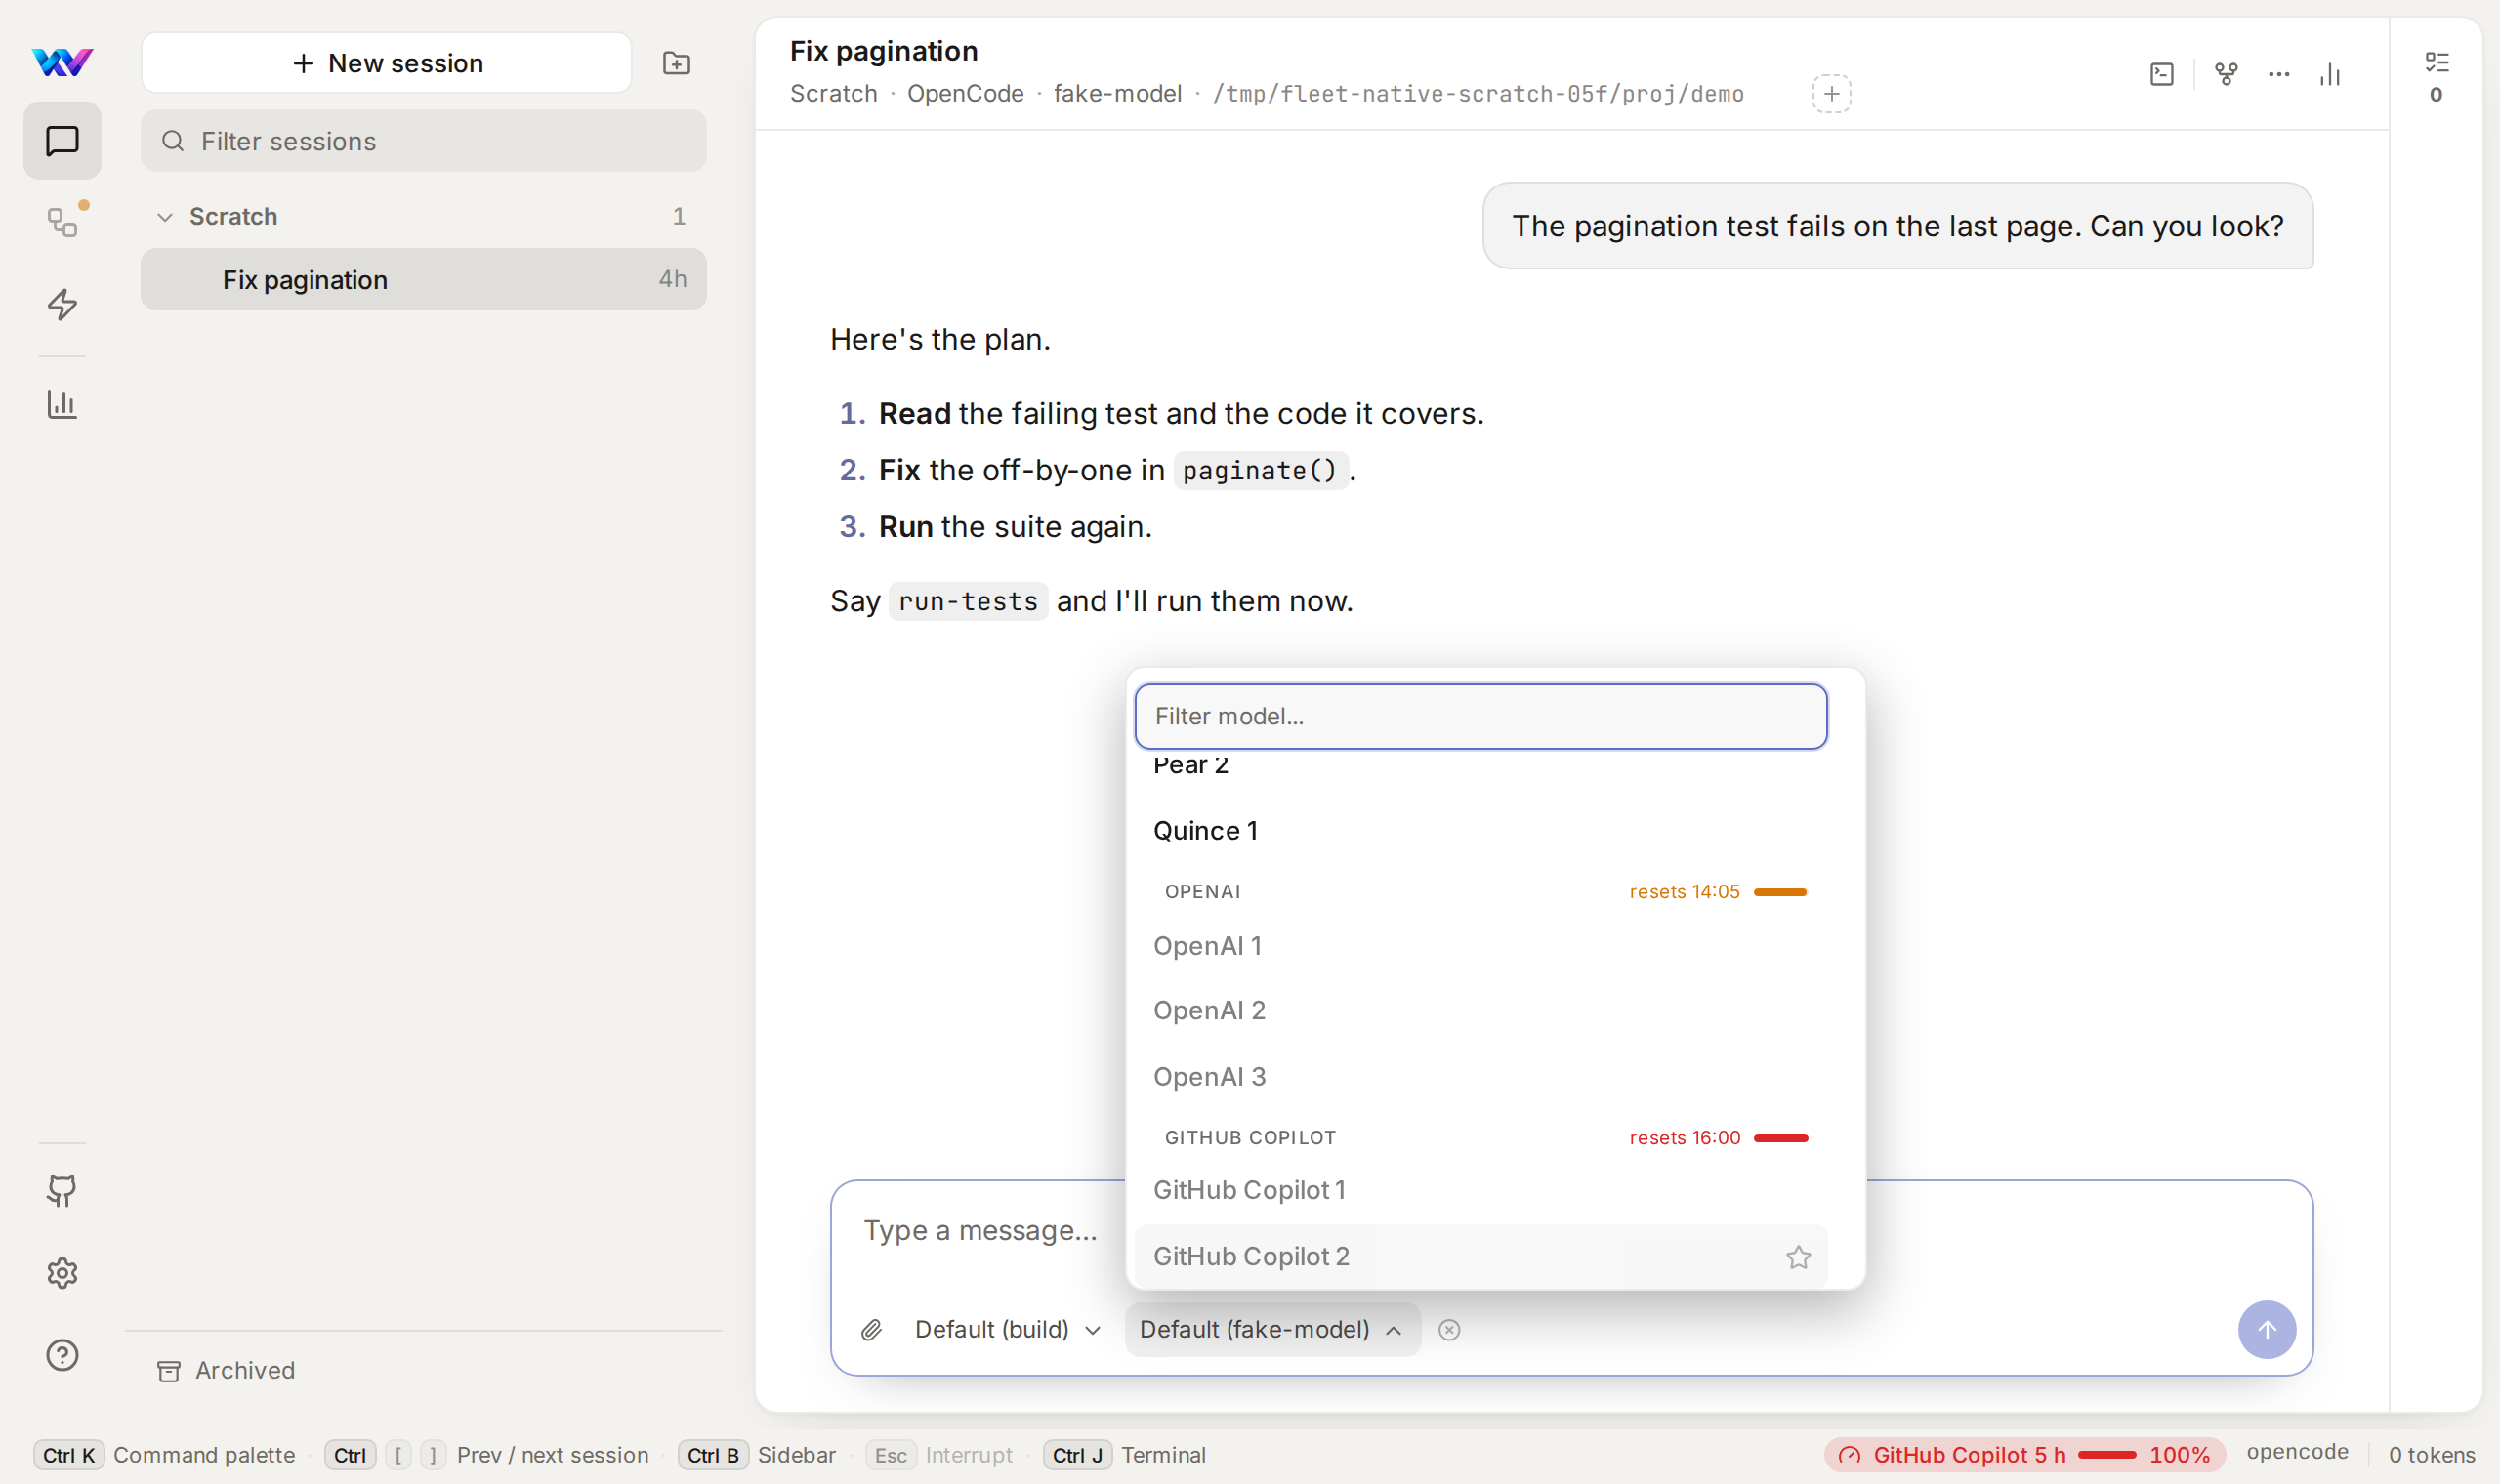 New session
Filter sessions
Scratch 1
Fix pagination 4h
Archived
Fix pagination
Scratch · OpenCode · fake-model · /tmp/fleet-native-scratch-05f/proj/demo
0
The pagination test fails on the last page. Can you look?
Here's the plan.
1. Read the failing test and the code it covers.
2. Fix the off-by-one in paginate().
3. Run the suite again.
Say run-tests and I'll run them now.
Filter model...
Pear 2
Quince 1
OPENAI resets 14:05
OpenAI 1
OpenAI 2
OpenAI 3
GITHUB COPILOT resets 16:00
GitHub Copilot 1
GitHub Copilot 2
Type a message...
Default (build) Default (fake-model)
Ctrl K Command palette · Ctrl [ ] Prev / next session · Ctrl B Sidebar · Esc Interrupt · Ctrl J Terminal
GitHub Copilot 5 h 100% opencode 0 tokens